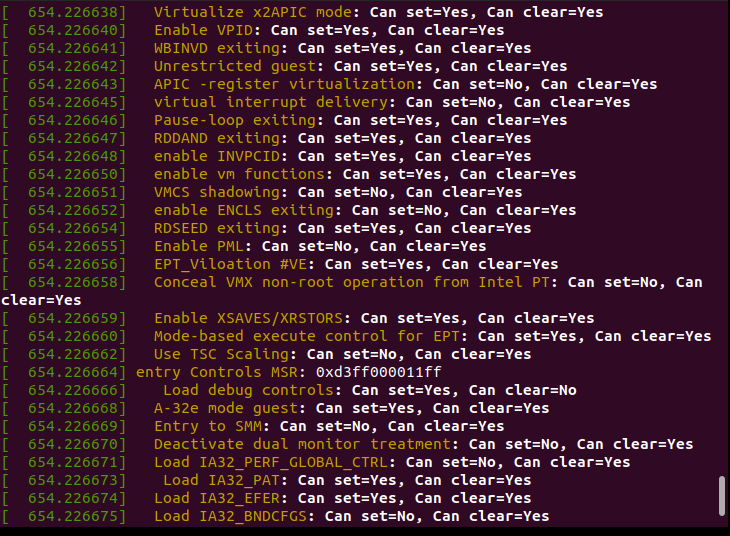 [  654.226638]   Virtualize x2APIC mode: Can set=Yes, Can clear=Yes
[  654.226640]   Enable VPID: Can set=Yes, Can clear=Yes
[  654.226641]   WBINVD exiting: Can set=Yes, Can clear=Yes
[  654.226642]   Unrestricted guest: Can set=Yes, Can clear=Yes
[  654.226643]   APIC -register virtualization: Can set=No, Can clear=Yes
[  654.226645]   virtual interrupt delivery: Can set=No, Can clear=Yes
[  654.226646]   Pause-loop exiting: Can set=Yes, Can clear=Yes
[  654.226647]   RDDAND exiting: Can set=Yes, Can clear=Yes
[  654.226648]   enable INVPCID: Can set=Yes, Can clear=Yes
[  654.226650]   enable vm functions: Can set=Yes, Can clear=Yes
[  654.226651]   VMCS shadowing: Can set=No, Can clear=Yes
[  654.226652]   enable ENCLS exiting: Can set=No, Can clear=Yes
[  654.226654]   RDSEED exiting: Can set=Yes, Can clear=Yes
[  654.226655]   Enable PML: Can set=No, Can clear=Yes
[  654.226656]   EPT_Viloation #VE: Can set=Yes, Can clear=Yes
[  654.226658]   Conceal VMX non-root operation from Intel PT: Can set=No, Can
clear=Yes
[  654.226659]   Enable XSAVES/XRSTORS: Can set=Yes, Can clear=Yes
[  654.226660]   Mode-based execute control for EPT: Can set=Yes, Can clear=Yes
[  654.226662]   Use TSC Scaling: Can set=No, Can clear=Yes
[  654.226664] entry Controls MSR: 0xd3ff000011ff
[  654.226666]    Load debug controls: Can set=Yes, Can clear=No
[  654.226668]   A-32e mode guest: Can set=Yes, Can clear=Yes
[  654.226669]   Entry to SMM: Can set=No, Can clear=Yes
[  654.226670]   Deactivate dual monitor treatment: Can set=No, Can clear=Yes
[  654.226671]   Load IA32_PERF_GLOBAL_CTRL: Can set=No, Can clear=Yes
[  654.226673]    Load IA32_PAT: Can set=Yes, Can clear=Yes
[  654.226674]   Load IA32_EFER: Can set=Yes, Can clear=Yes
[  654.226675]   Load IA32_BNDCFGS: Can set=No, Can clear=Yes